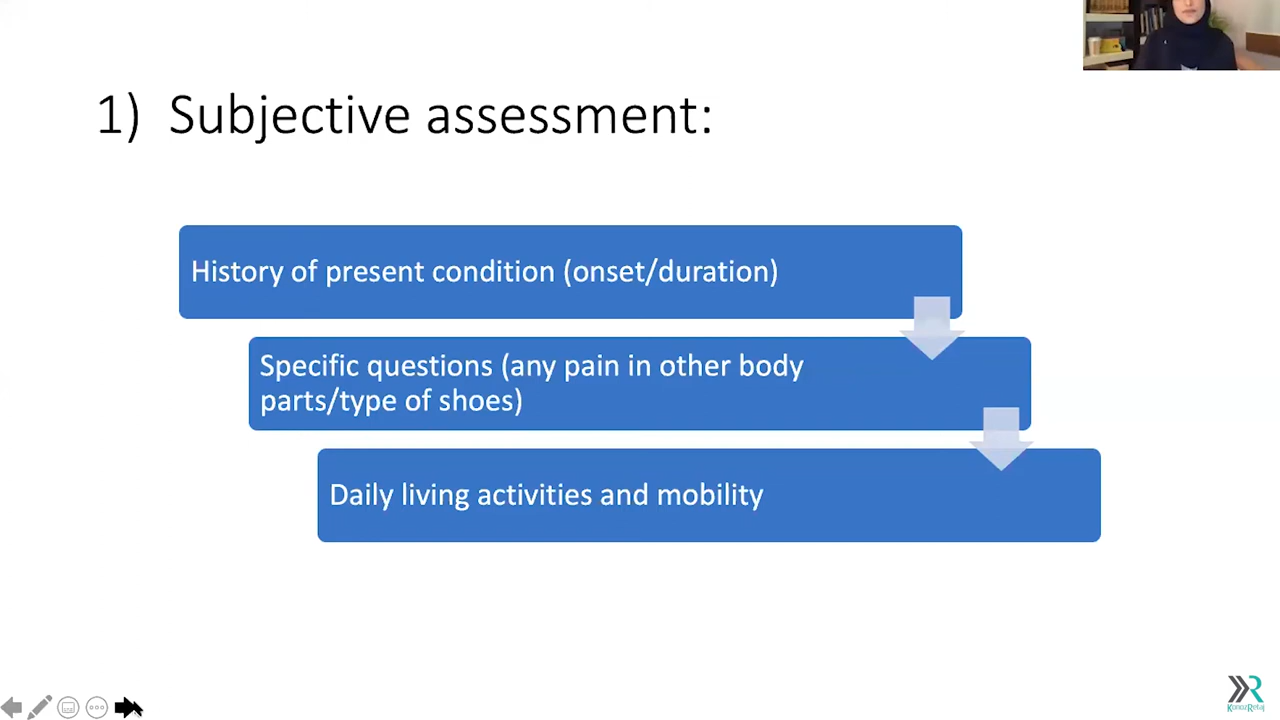 1) Subjective assessment:
History of present condition (onset/duration)
Specific questions (any pain in other body
parts/type of shoes)
Daily living activities and mobility
KonozRetaj